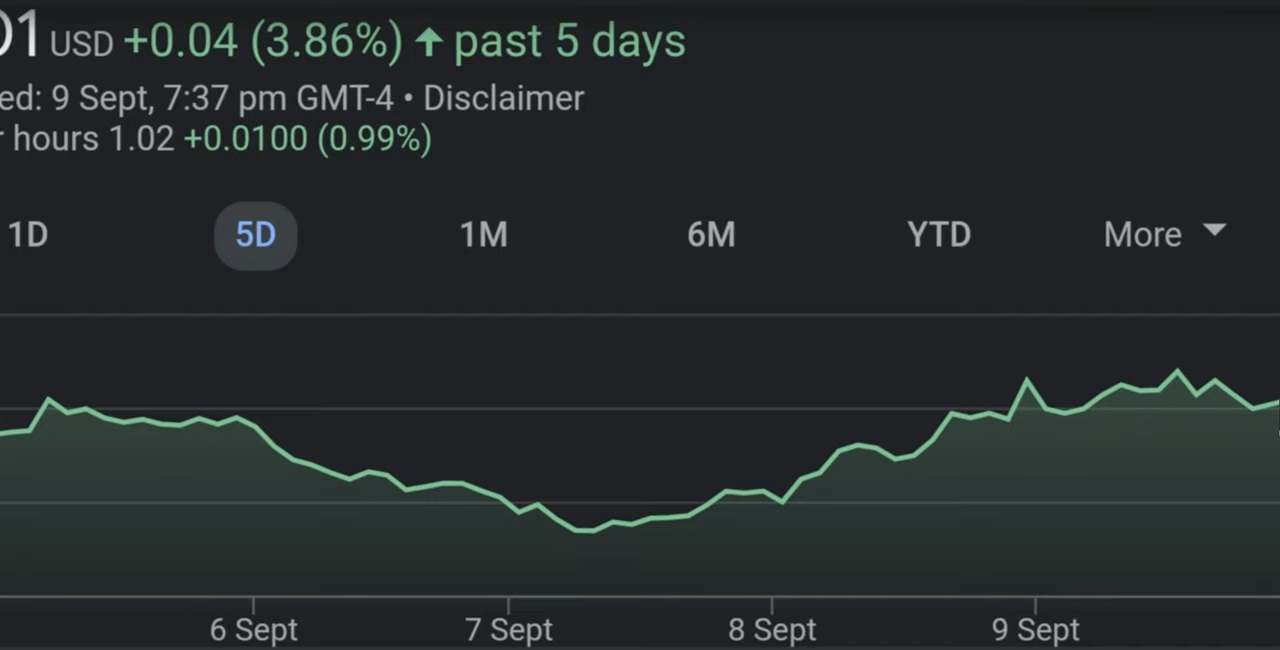 01 USD +0.04 (3.86%) ↑ past 5 days
ed: 9 Sept, 7:37 pm GMT-4 • Disclaimer
r hours 1.02 +0.0100 (0.99%)
1D 5D 1M 6M YTD More
6 Sept 7 Sept 8 Sept 9 Sept